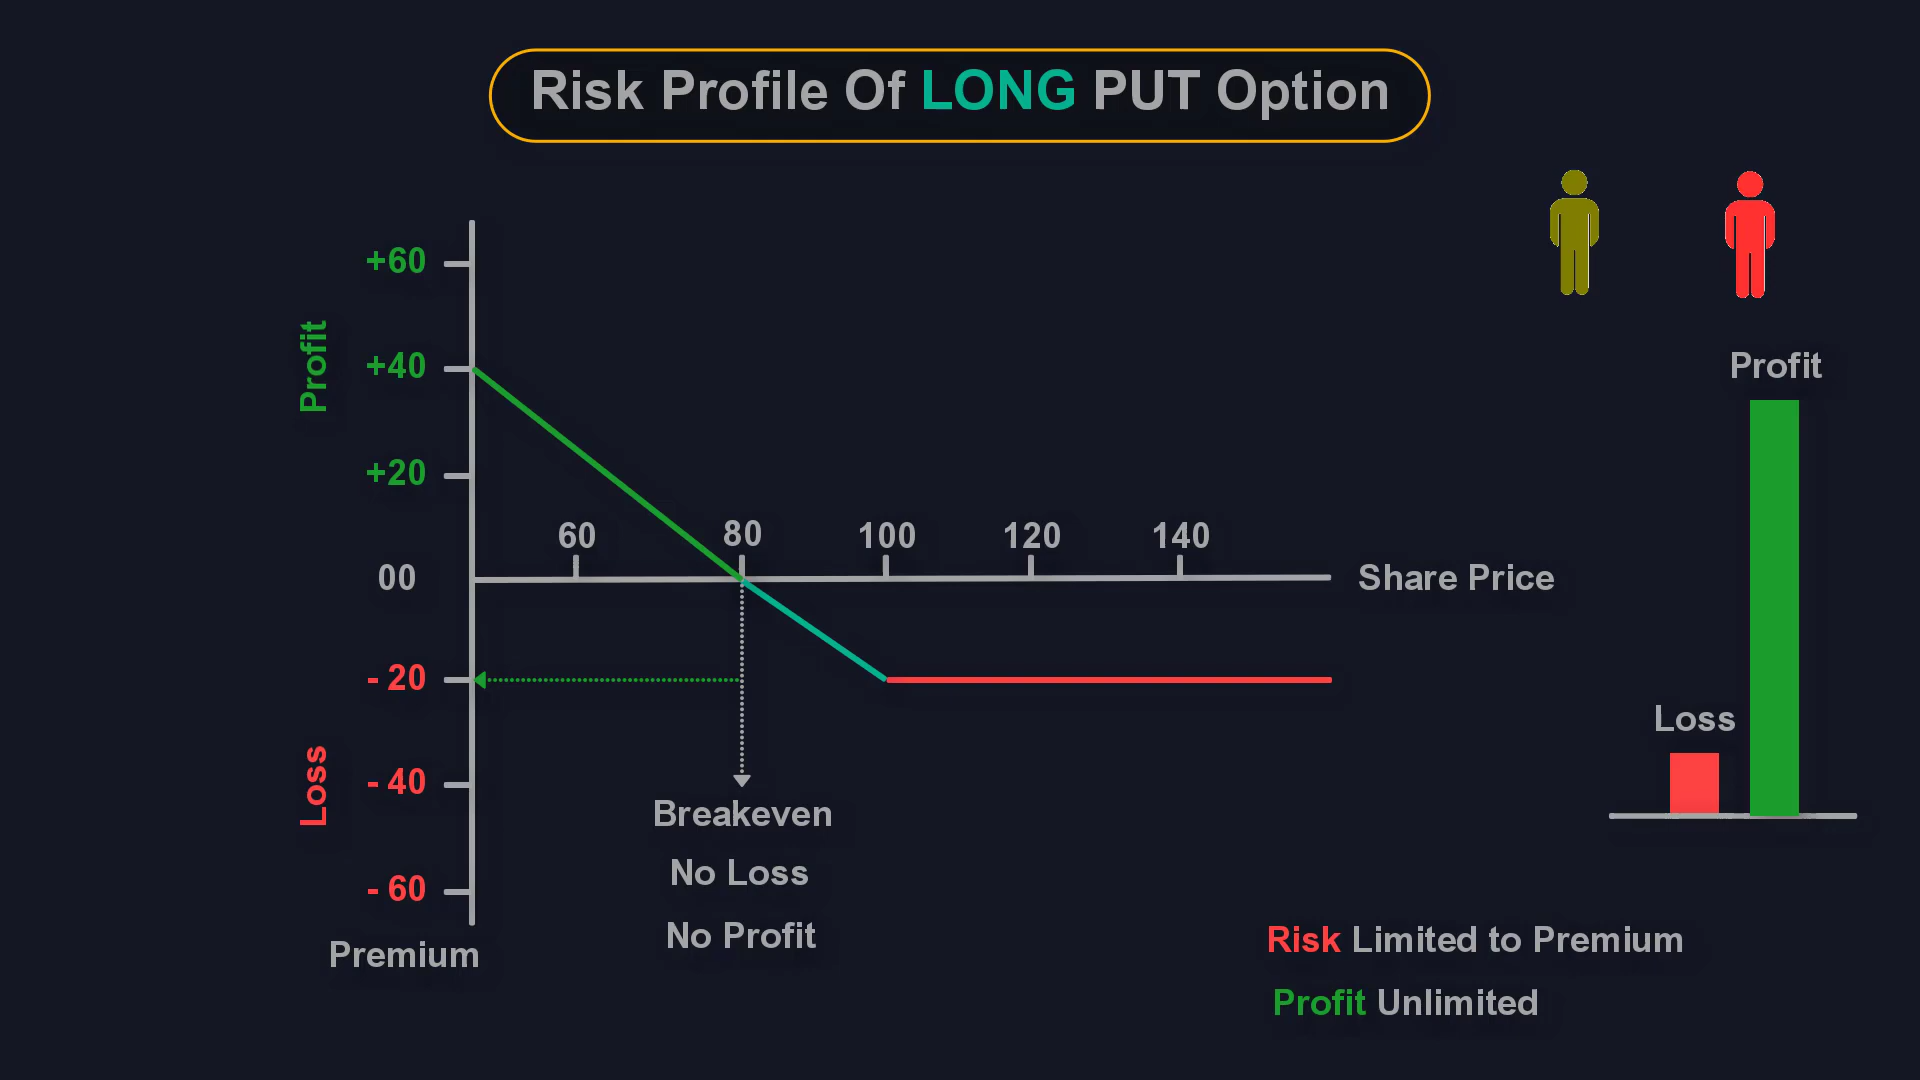 Risk Profile Of LONG PUT Option
+60
+40
+20
00
- 20
- 40
- 60
Profit
Loss
Premium
60
80
100
120
140
Share Price
Breakeven
No Loss
No Profit
Profit
Loss
Risk Limited to Premium
Profit Unlimited